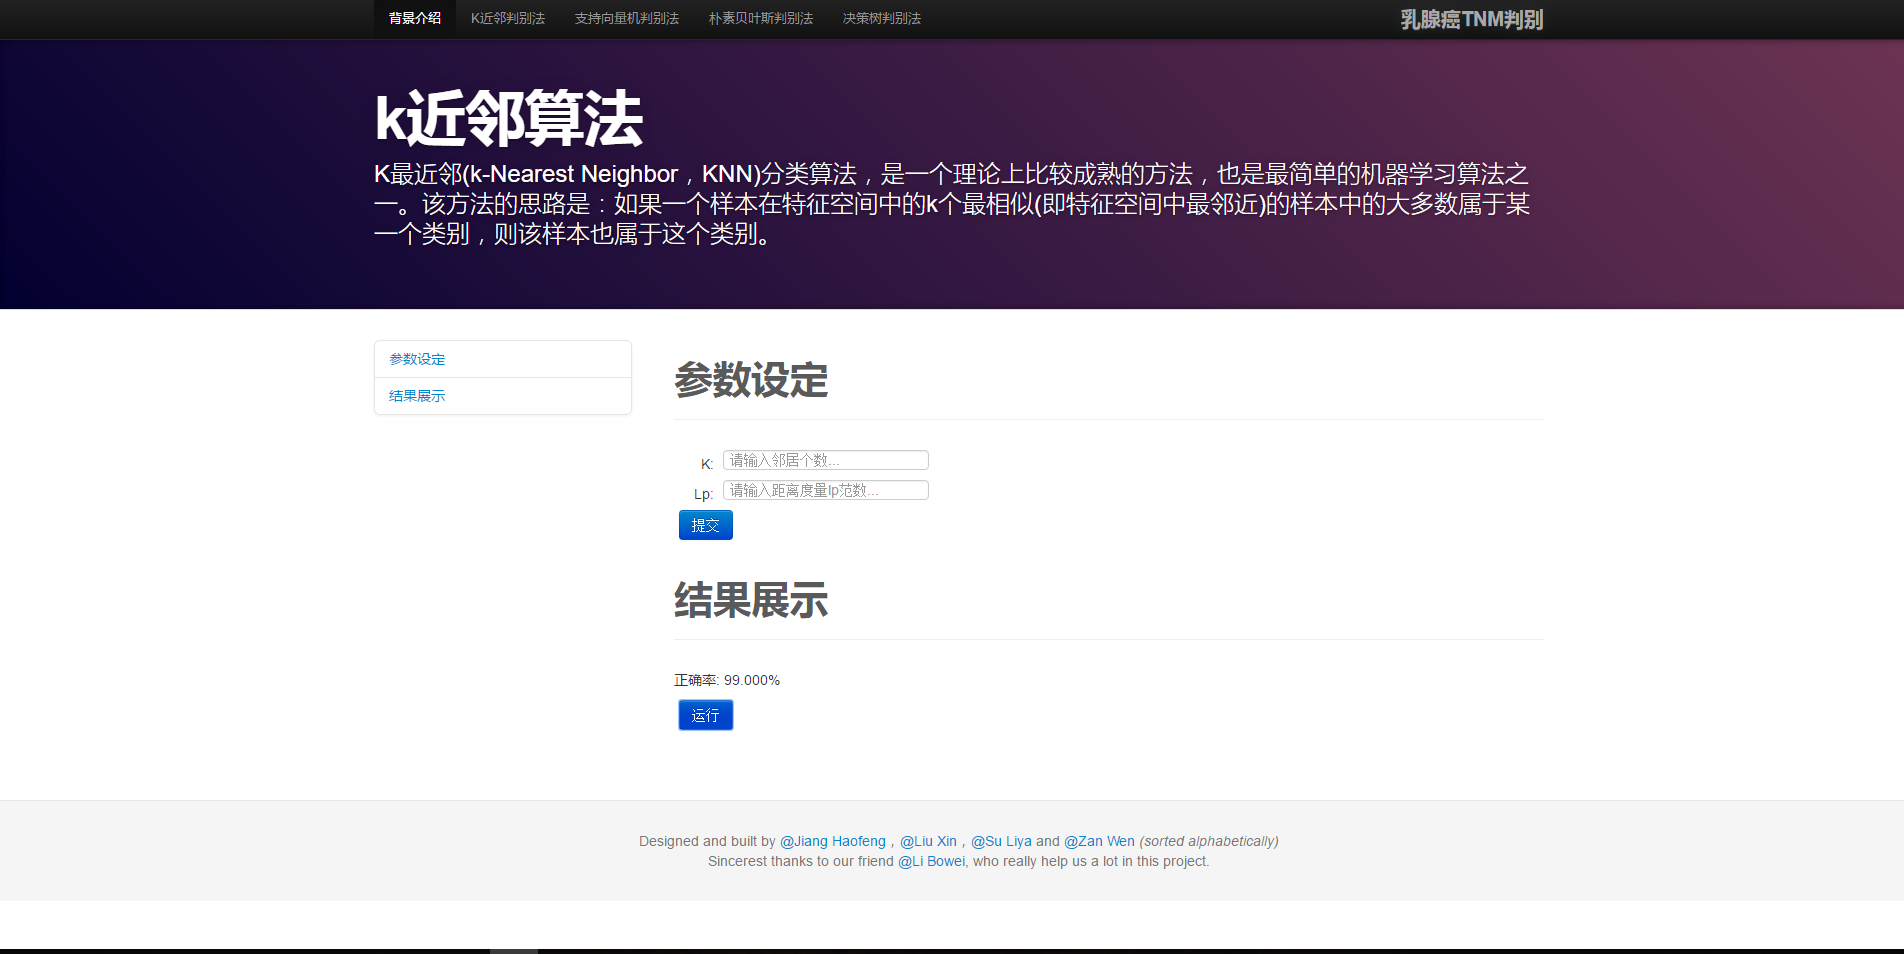 背景介绍 K近邻判别法 支持向量机判别法 朴素贝叶斯判别法 决策树判别法 乳腺癌TNM判别
k近邻算法
K最近邻(k-Nearest Neighbor，KNN)分类算法，是一个理论上比较成熟的方法，也是最简单的机器学习算法之
一。该方法的思路是：如果一个样本在特征空间中的k个最相似(即特征空间中最邻近)的样本中的大多数属于某
一个类别，则该样本也属于这个类别。
参数设定
结果展示
参数设定
K: 请输入邻居个数...
Lp: 请输入距离度量lp范数...
提交
结果展示
正确率: 99.000%
运行
Designed and built by @Jiang Haofeng，@Liu Xin，@Su Liya and @Zan Wen (sorted alphabetically)
Sincerest thanks to our friend @Li Bowei, who really help us a lot in this project.